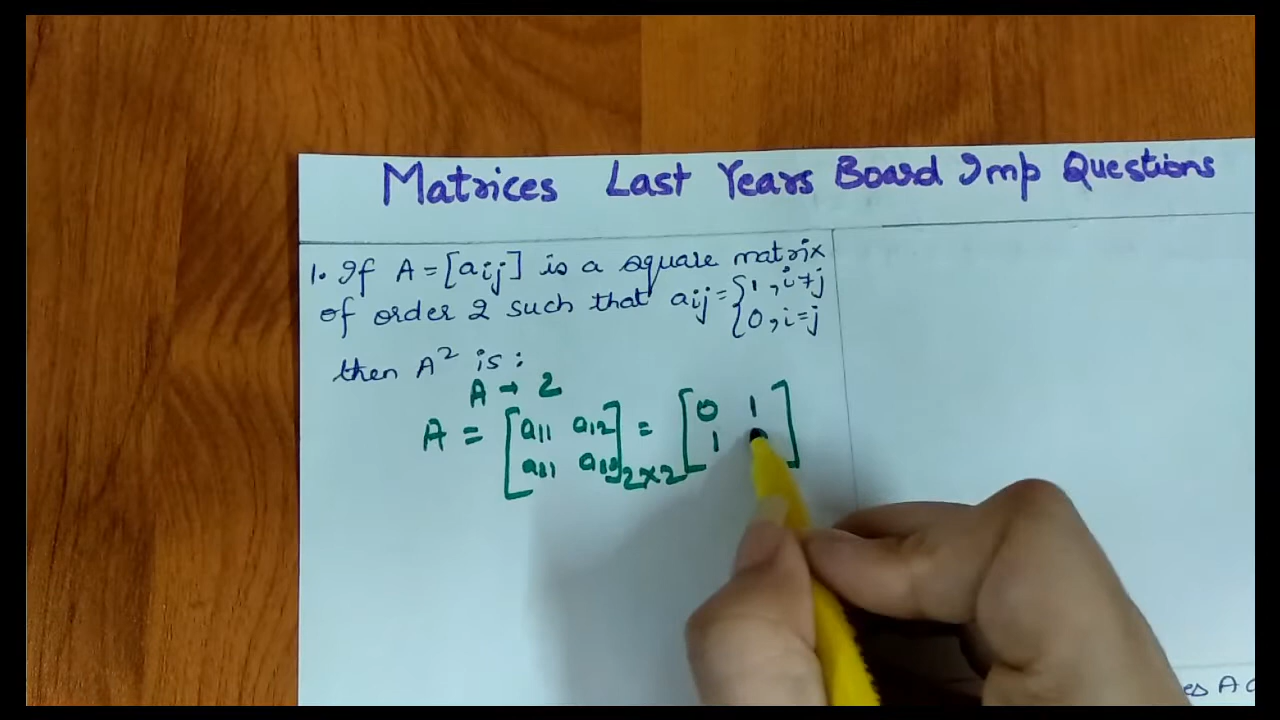 Matrices Last Years Board Imp Questions
1. If A = [aij] is a square matrix
of order 2 such that aij = { 1 , i ≠ j
{ 0 , i = j
then A² is :
A → 2
A = [ a11 a12 ] = [ 0 1 ]
[ a21 ] 2×2 [ 1 ]